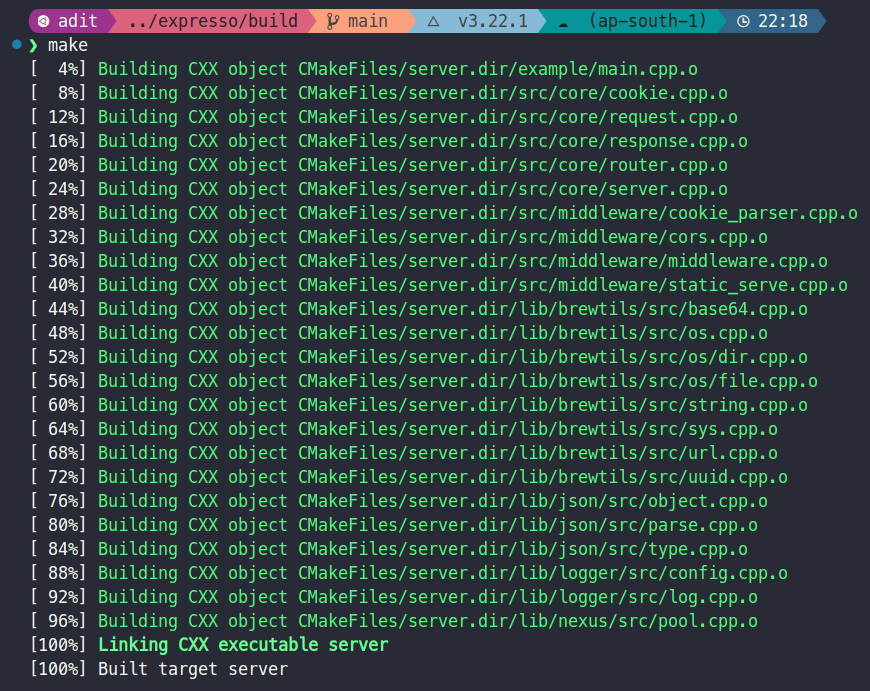 adit ../expresso/build main △ v3.22.1 ☁ (ap-south-1) 22:18
❯ make
[  4%] Building CXX object CMakeFiles/server.dir/example/main.cpp.o
[  8%] Building CXX object CMakeFiles/server.dir/src/core/cookie.cpp.o
[ 12%] Building CXX object CMakeFiles/server.dir/src/core/request.cpp.o
[ 16%] Building CXX object CMakeFiles/server.dir/src/core/response.cpp.o
[ 20%] Building CXX object CMakeFiles/server.dir/src/core/router.cpp.o
[ 24%] Building CXX object CMakeFiles/server.dir/src/core/server.cpp.o
[ 28%] Building CXX object CMakeFiles/server.dir/src/middleware/cookie_parser.cpp.o
[ 32%] Building CXX object CMakeFiles/server.dir/src/middleware/cors.cpp.o
[ 36%] Building CXX object CMakeFiles/server.dir/src/middleware/middleware.cpp.o
[ 40%] Building CXX object CMakeFiles/server.dir/src/middleware/static_serve.cpp.o
[ 44%] Building CXX object CMakeFiles/server.dir/lib/brewtils/src/base64.cpp.o
[ 48%] Building CXX object CMakeFiles/server.dir/lib/brewtils/src/os.cpp.o
[ 52%] Building CXX object CMakeFiles/server.dir/lib/brewtils/src/os/dir.cpp.o
[ 56%] Building CXX object CMakeFiles/server.dir/lib/brewtils/src/os/file.cpp.o
[ 60%] Building CXX object CMakeFiles/server.dir/lib/brewtils/src/string.cpp.o
[ 64%] Building CXX object CMakeFiles/server.dir/lib/brewtils/src/sys.cpp.o
[ 68%] Building CXX object CMakeFiles/server.dir/lib/brewtils/src/url.cpp.o
[ 72%] Building CXX object CMakeFiles/server.dir/lib/brewtils/src/uuid.cpp.o
[ 76%] Building CXX object CMakeFiles/server.dir/lib/json/src/object.cpp.o
[ 80%] Building CXX object CMakeFiles/server.dir/lib/json/src/parse.cpp.o
[ 84%] Building CXX object CMakeFiles/server.dir/lib/json/src/type.cpp.o
[ 88%] Building CXX object CMakeFiles/server.dir/lib/logger/src/config.cpp.o
[ 92%] Building CXX object CMakeFiles/server.dir/lib/logger/src/log.cpp.o
[ 96%] Building CXX object CMakeFiles/server.dir/lib/nexus/src/pool.cpp.o
[100%] Linking CXX executable server
[100%] Built target server